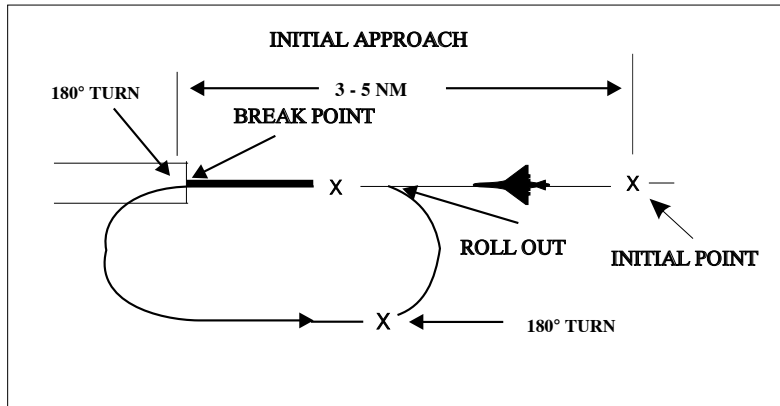 INITIAL APPROACH
3 - 5 NM
180° TURN
BREAK POINT
X
X
ROLL OUT
INITIAL POINT
X
180° TURN